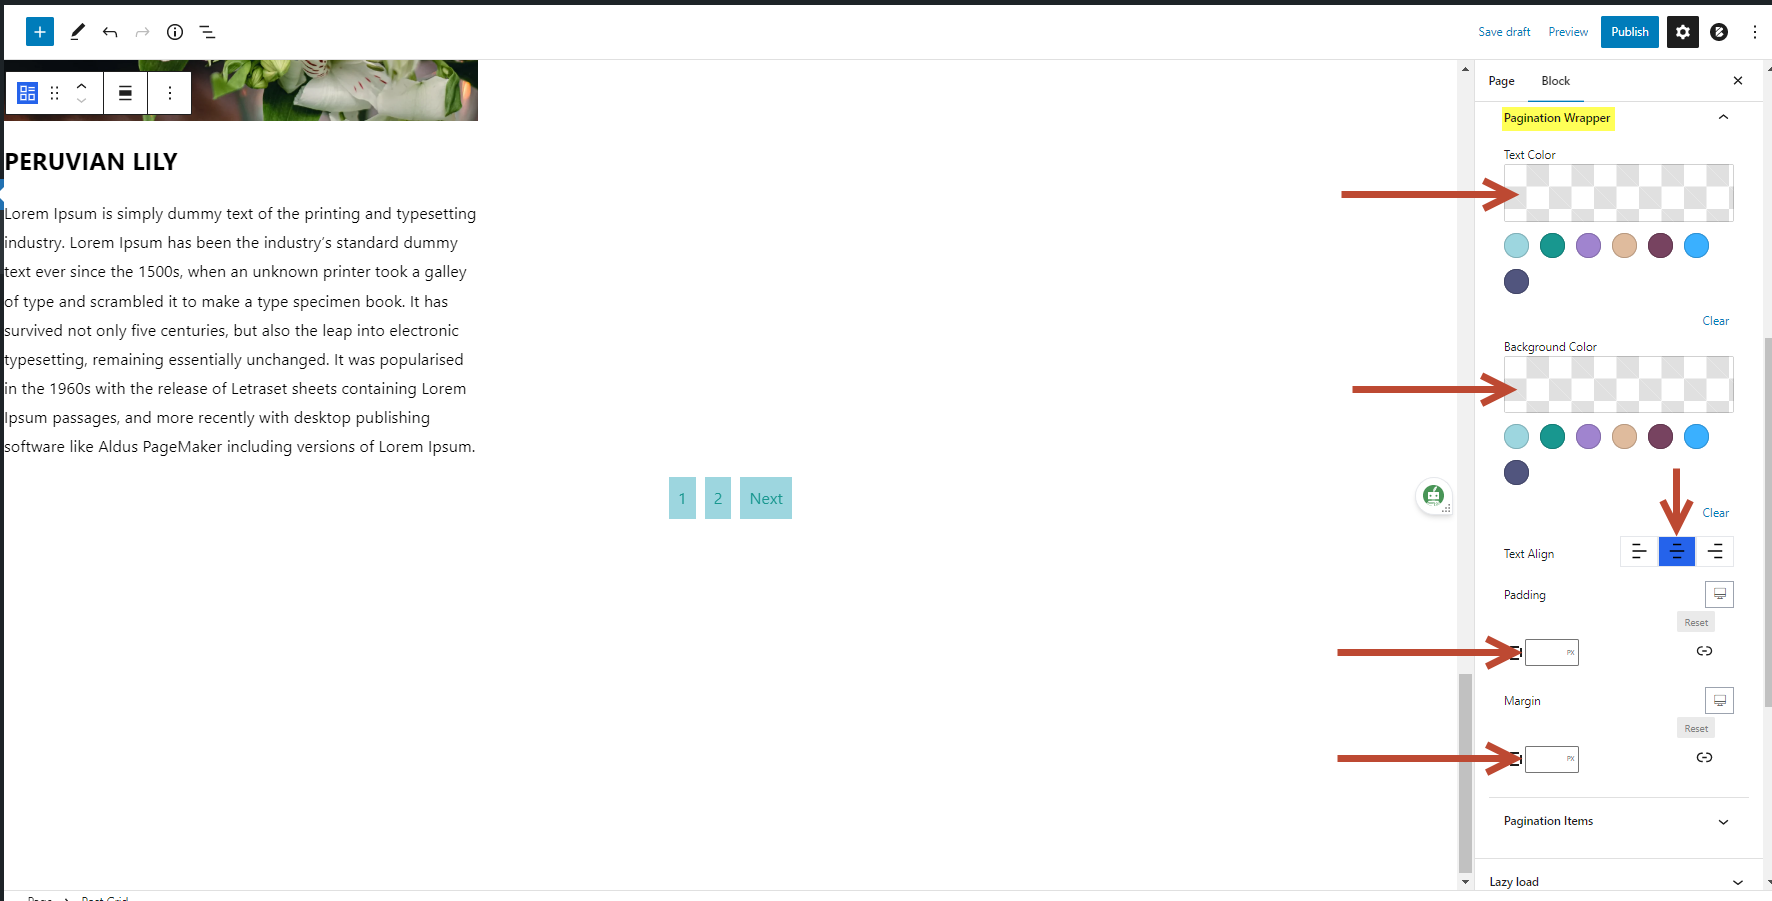 Save draft
Preview
Publish
Page
Block
Pagination Wrapper
Text Color
Clear
Background Color
Clear
Text Align
Padding
Reset
PX
Margin
Reset
PX
Pagination Items
Lazy load
PERUVIAN LILY
Lorem Ipsum is simply dummy text of the printing and typesetting
industry. Lorem Ipsum has been the industry’s standard dummy
text ever since the 1500s, when an unknown printer took a galley
of type and scrambled it to make a type specimen book. It has
survived not only five centuries, but also the leap into electronic
typesetting, remaining essentially unchanged. It was popularised
in the 1960s with the release of Letraset sheets containing Lorem
Ipsum passages, and more recently with desktop publishing
software like Aldus PageMaker including versions of Lorem Ipsum.
1
2
Next
Page
Post Grid